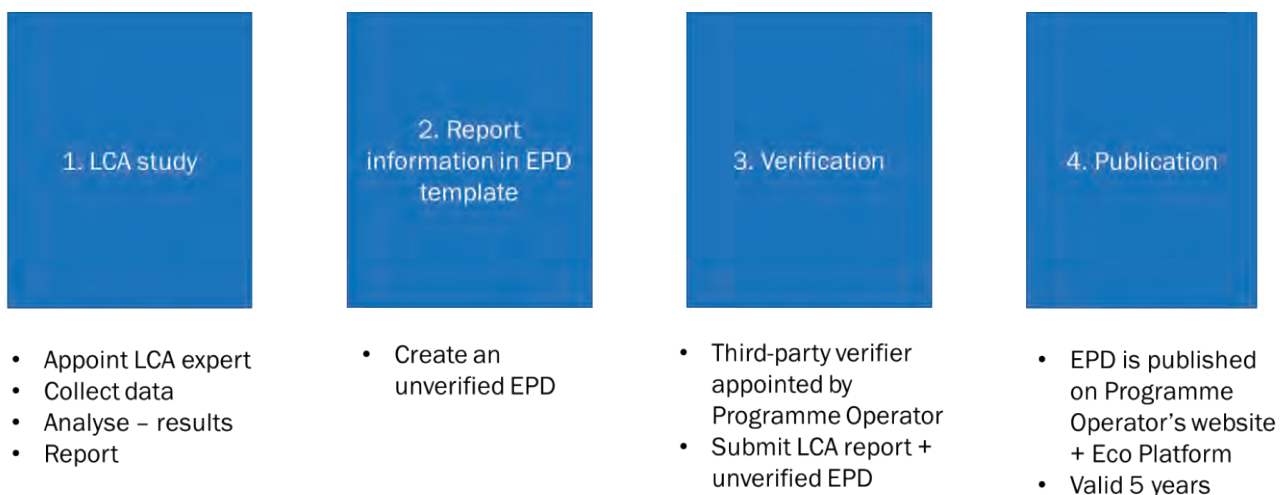 1. LCA study
2. Report
information in EPD
template
3. Verification
4. Publication
• Appoint LCA expert
• Collect data
• Analyse – results
• Report
• Create an
unverified EPD
• Third-party verifier
appointed by
Programme Operator
• Submit LCA report +
unverified EPD
• EPD is published
on Programme
Operator's website
+ Eco Platform
• Valid 5 years